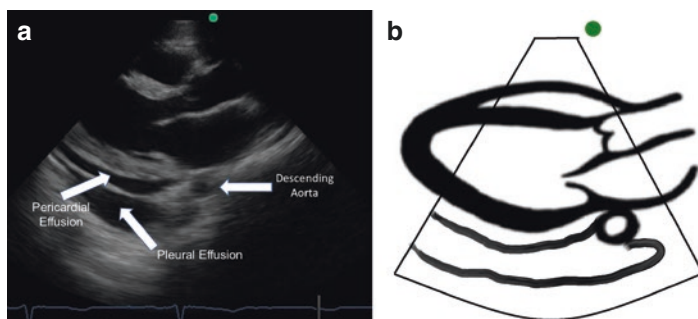 a
b
Descending
Aorta
Pericardial
Effusion
Pleural Effusion